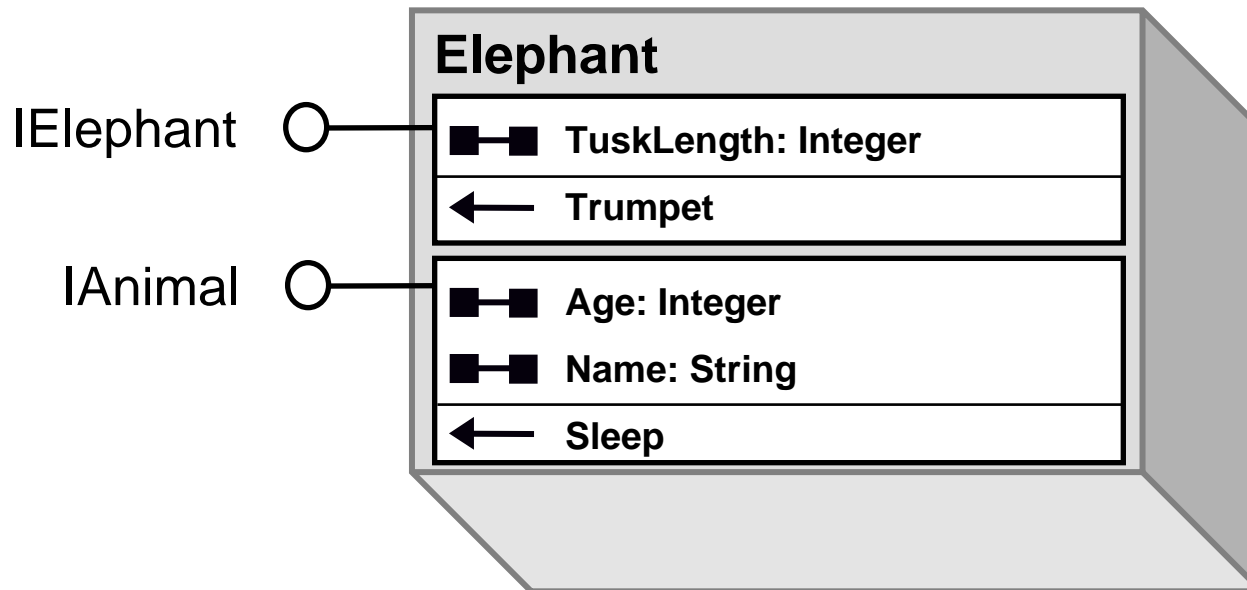 Elephant
IElephant
TuskLength: Integer
Trumpet
IAnimal
Age: Integer
Name: String
Sleep